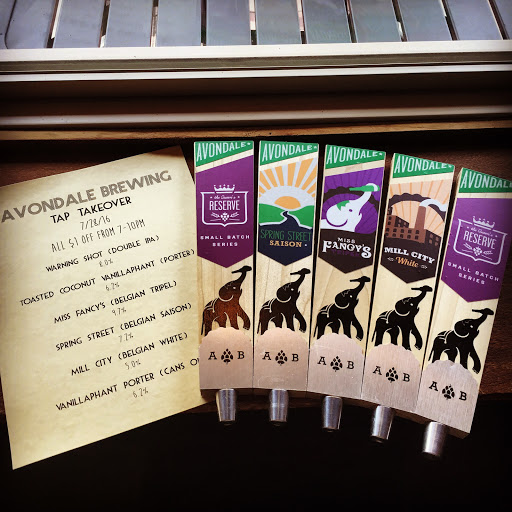 AVONDALE BREWING
TAP TAKEOVER
7/28/16
ALL $1 OFF FROM 7-10PM
WARNING SHOT (DOUBLE IPA)
8.0%
TOASTED COCONUT VANILLAPHANT (PORTER)
6.2%
MISS FANCY'S (BELGIAN TRIPEL)
9.7%
SPRING STREET (BELGIAN SAISON)
7.2%
MILL CITY (BELGIAN WHITE)
5.0%
VANILLAPHANT PORTER (CANS O
6.2%
AVONDALE
RESERVE
SMALL BATCH
SERIES
A B
AVONDALE
SPRING STREET
SAISON
A B
AVONDALE
MISS
FANCY'S
A B
AVONDALE
MILL CITY
White
A B
AVONDALE
RESERVE
SMALL BATCH
SERIES
A B